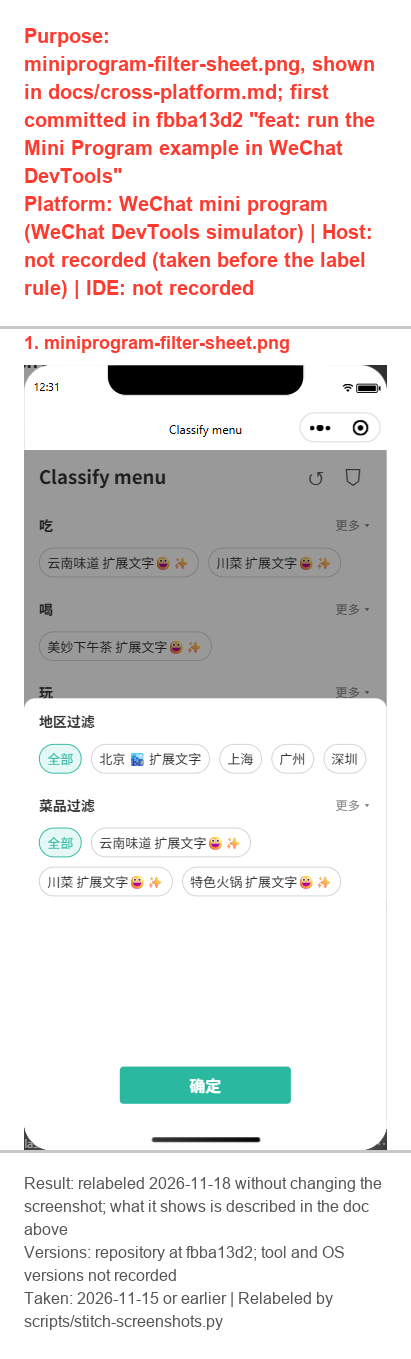 Purpose:
miniprogram-filter-sheet.png, shown
in docs/cross-platform.md; first
committed in fbba13d2 "feat: run the
Mini Program example in WeChat
DevTools"
Platform: WeChat mini program
(WeChat DevTools simulator) | Host:
not recorded (taken before the label
rule) | IDE: not recorded
1. miniprogram-filter-sheet.png
12:31
Classify menu
Classify menu
吃 更多
云南味道 扩展文字😀✨ 川菜 扩展文字😀✨
喝 更多
美妙下午茶 扩展文字😀✨
玩 更多
地区过滤
全部 北京 🌃 扩展文字 上海 广州 深圳
菜品过滤 更多
全部 云南味道 扩展文字😀✨
川菜 扩展文字😀✨ 特色火锅 扩展文字😀✨
确定
Result: relabeled 2026-11-18 without changing the
screenshot; what it shows is described in the doc
above
Versions: repository at fbba13d2; tool and OS
versions not recorded
Taken: 2026-11-15 or earlier | Relabeled by
scripts/stitch-screenshots.py